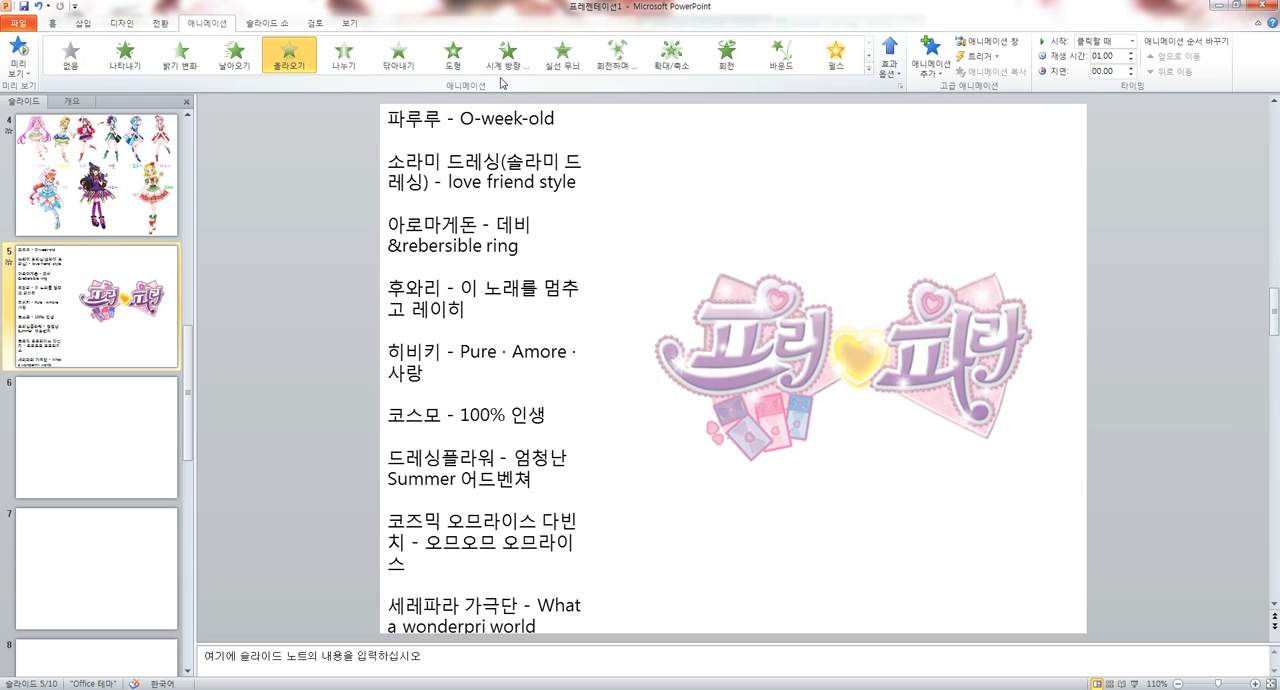 프레젠테이션1 - Microsoft PowerPoint
파일 홈 삽입 디자인 전환 애니메이션 슬라이드 쇼 검토 보기
미리 보기
없음 나타내기 밝기 변화 날아오기 올라오기 나누기 닦아내기 도형 시계 방향 ... 실선 무늬 회전하며 ... 확대/축소 회전 바운드 펄스
효과 옵션
애니메이션 추가
애니메이션 창
트리거
애니메이션 복사
시작: 클릭할 때
재생 시간: 01.00
지연: 00.00
애니메이션 순서 바꾸기
앞으로 이동
뒤로 이동
미리 보기 애니메이션 고급 애니메이션 타이밍
슬라이드 개요
4
5
6
7
8
파루루 - O-week-old
소라미 드레싱(솔라미 드
레싱) - love friend style
아로마게돈 - 데비
&rebersible ring
후와리 - 이 노래를 멈추
고 레이히
히비키 - Pure · Amore ·
사랑
코스모 - 100% 인생
드레싱플라워 - 엄청난
Summer 어드벤쳐
코즈믹 오므라이스 다빈
치 - 오므오므 오므라이
스
세레파라 가극단 - What
a wonderpri world
프리 파라
여기에 슬라이드 노트의 내용을 입력하십시오
슬라이드 5/10 "Office 테마" 한국어 110%